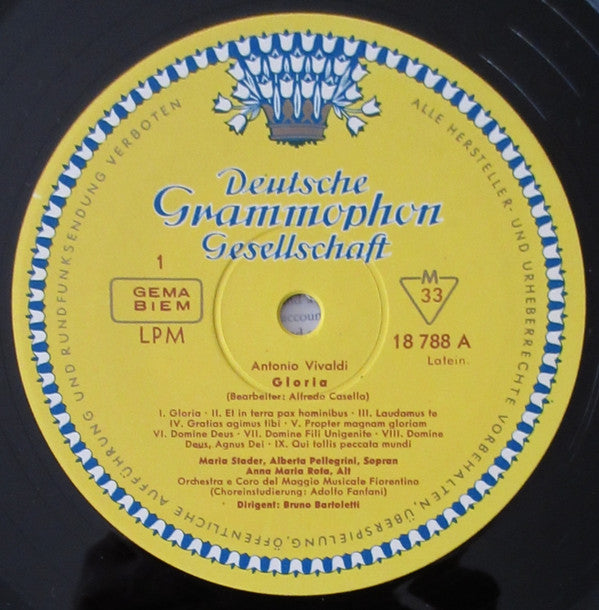 Deutsche
Grammophon
Gesellschaft
1
GEMA
BIEM
LPM
M
33
18 788 A
Latein.
Antonio Vivaldi
Gloria
(Bearbeiter: Alfredo Casella)
I. Gloria · II. Et in terra pax hominibus · III. Laudamus te
IV. Gratias agimus tibi · V. Propter magnam gloriam
VI. Domine Deus · VII. Domine Fili Unigenite · VIII. Domine
Deus, Agnus Dei · IX. Qui tollis peccata mundi
Maria Stader, Alberta Pellegrini, Sopran
Anna Maria Rota, Alt
Orchestra e Coro del Maggio Musicale Fiorentino
(Choreinstudierung: Adolfo Fantani)
Dirigent: Bruno Bartoletti
ALLE HERSTELLER- UND URHEBERRECHTE VORBEHALTEN, ÜBERSPIELUNG, ÖFFENTLICHE AUFFÜHRUNG UND RUNDFUNKSENDUNG VERBOTEN
accoun